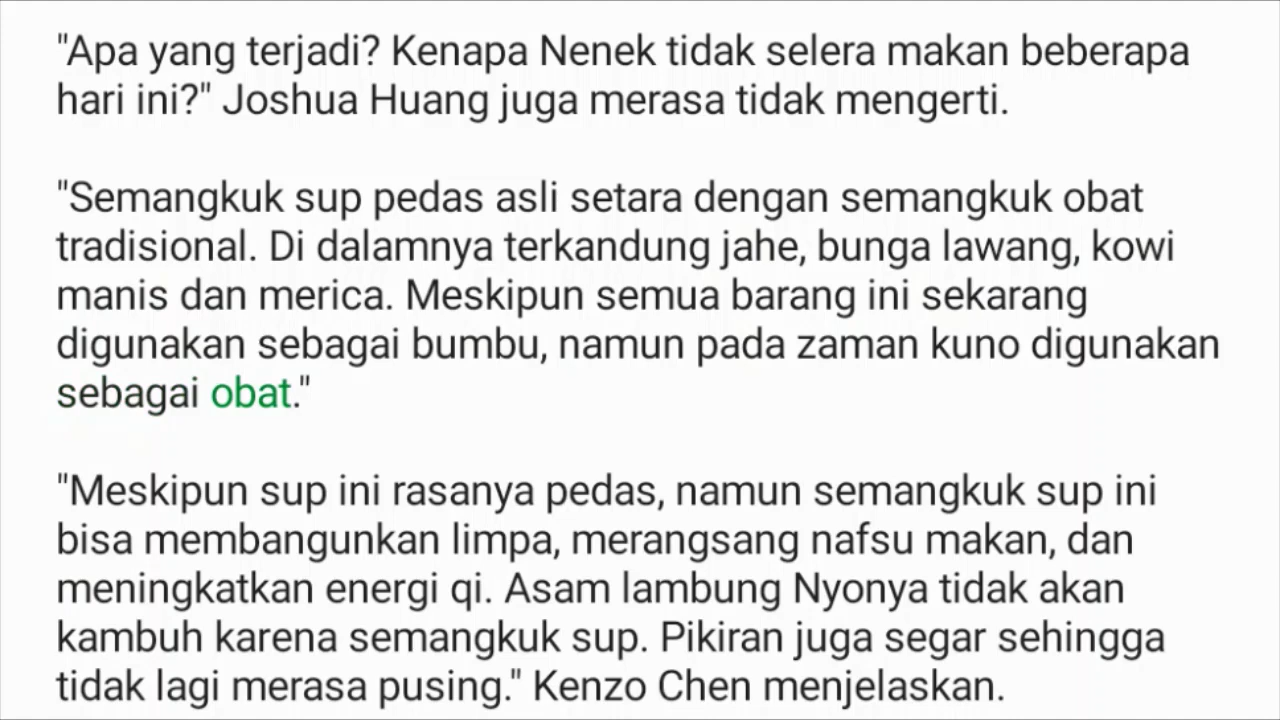 "Apa yang terjadi? Kenapa Nenek tidak selera makan beberapa
hari ini?" Joshua Huang juga merasa tidak mengerti.
"Semangkuk sup pedas asli setara dengan semangkuk obat
tradisional. Di dalamnya terkandung jahe, bunga lawang, kowi
manis dan merica. Meskipun semua barang ini sekarang
digunakan sebagai bumbu, namun pada zaman kuno digunakan
sebagai obat."
"Meskipun sup ini rasanya pedas, namun semangkuk sup ini
bisa membangunkan limpa, merangsang nafsu makan, dan
meningkatkan energi qi. Asam lambung Nyonya tidak akan
kambuh karena semangkuk sup. Pikiran juga segar sehingga
tidak lagi merasa pusing." Kenzo Chen menjelaskan.